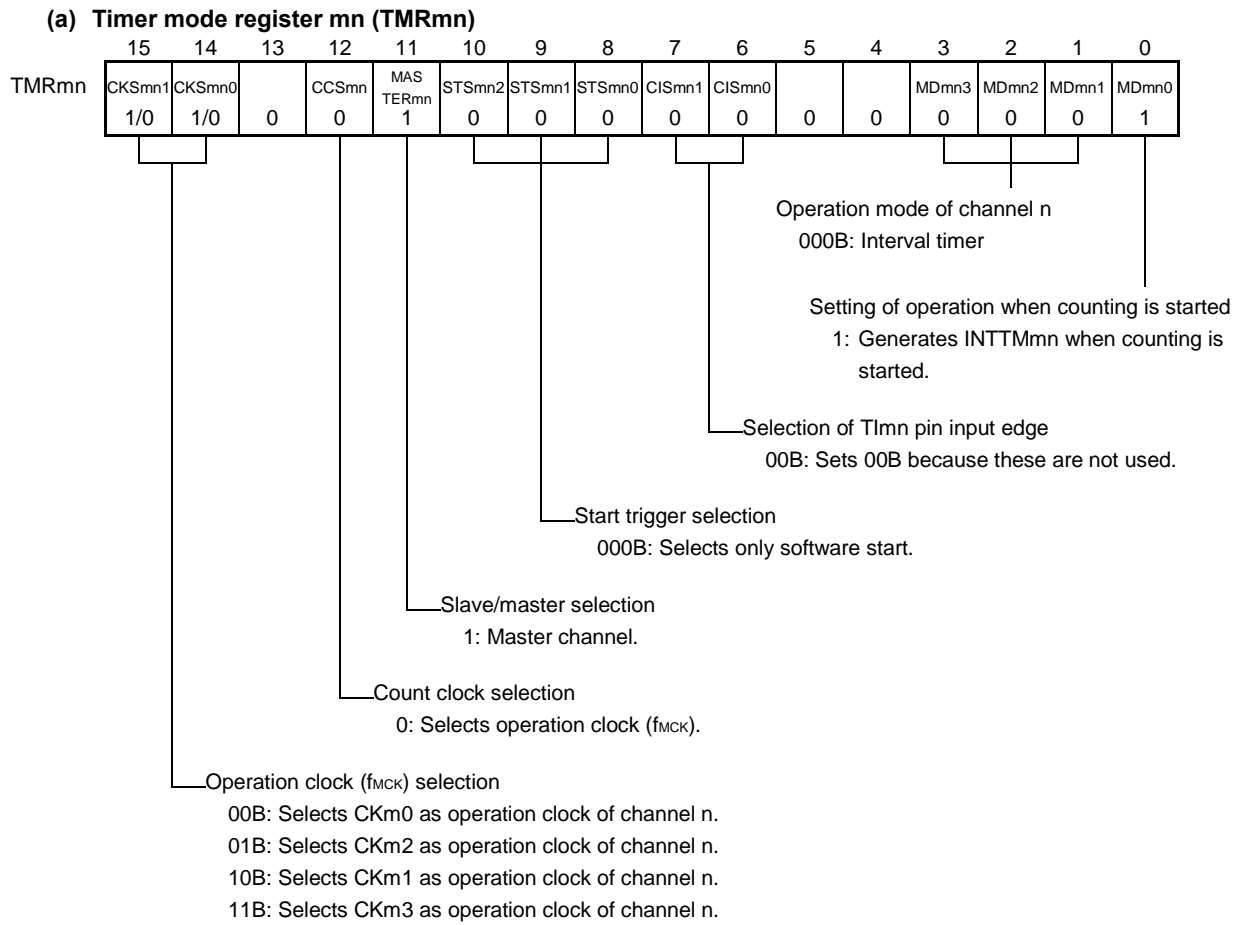 (a) Timer mode register mn (TMRmn)
15 14 13 12 11 10 9 8 7 6 5 4 3 2 1 0
TMRmn CKSmn1 CKSmn0 CCSmn MAS TERmn STSmn2 STSmn1 STSmn0 CISmn1 CISmn0 MDmn3 MDmn2 MDmn1 MDmn0
1/0 1/0 0 0 1 0 0 0 0 0 0 0 0 0 0 1
Operation mode of channel n
000B: Interval timer
Setting of operation when counting is started
1: Generates INTTMmn when counting is
started.
Selection of TImn pin input edge
00B: Sets 00B because these are not used.
Start trigger selection
000B: Selects only software start.
Slave/master selection
1: Master channel.
Count clock selection
0: Selects operation clock (fMCK).
Operation clock (fMCK) selection
00B: Selects CKm0 as operation clock of channel n.
01B: Selects CKm2 as operation clock of channel n.
10B: Selects CKm1 as operation clock of channel n.
11B: Selects CKm3 as operation clock of channel n.